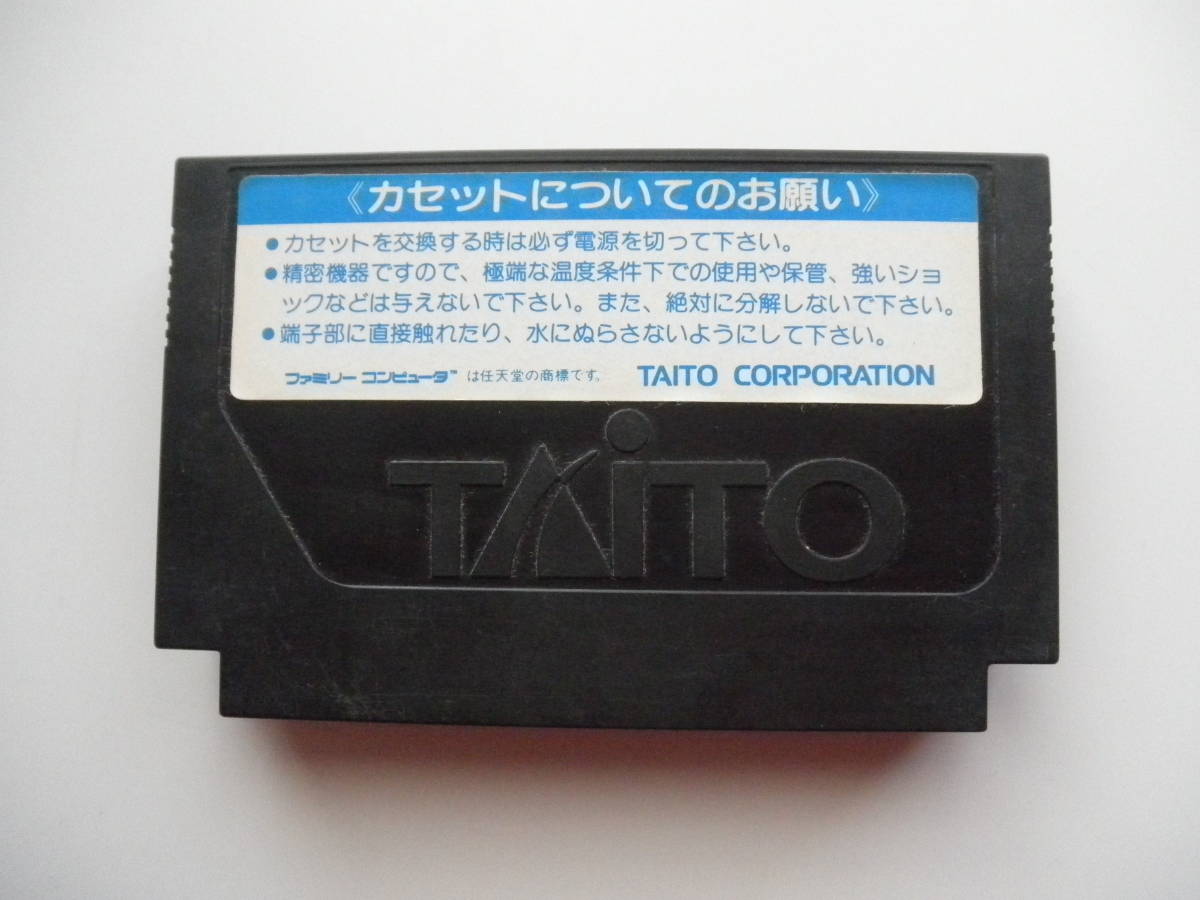 《カセットについてのお願い》
●カセットを交換する時は必ず電源を切って下さい。
●精密機器ですので、極端な温度条件下での使用や保管、強いショ
ックなどは与えないで下さい。また、絶対に分解しないで下さい。
●端子部に直接触れたり、水にぬらさないようにして下さい。
ファミリーコンピュータ™ は任天堂の商標です。 TAITO CORPORATION
TAiTO